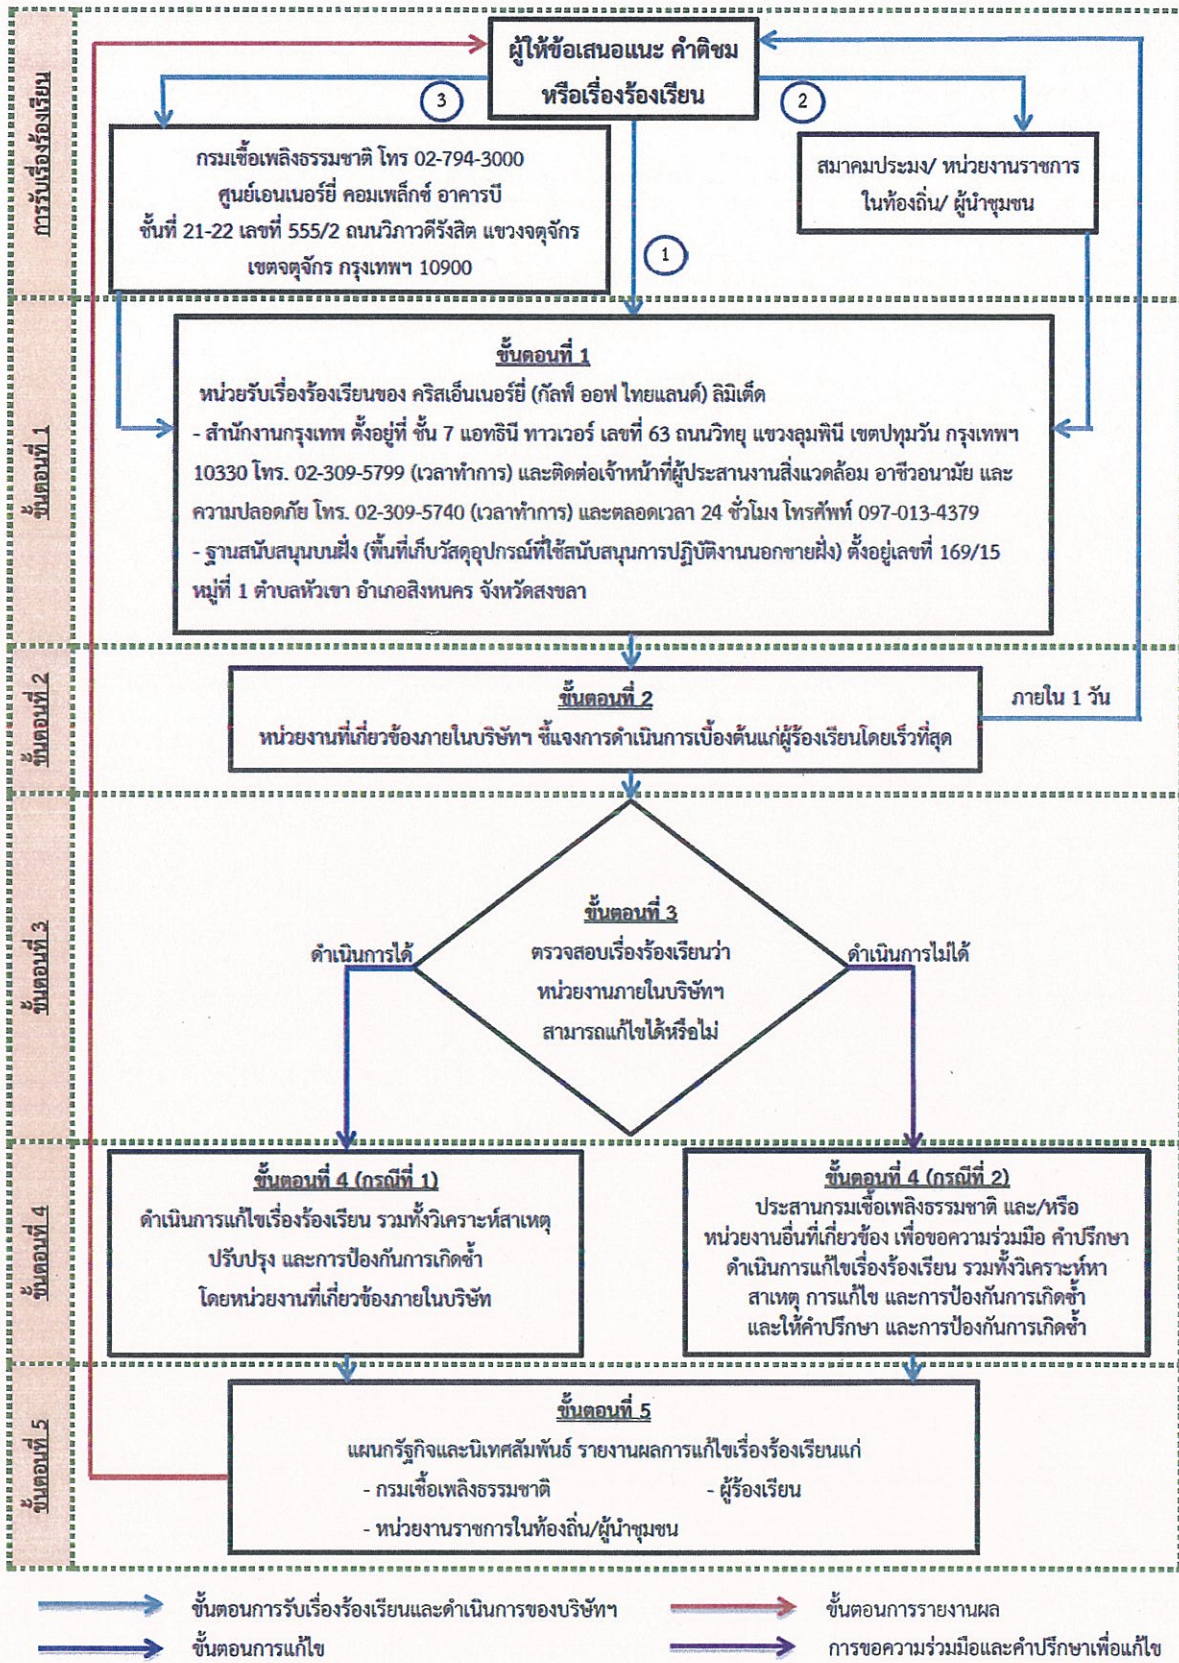 การรับเรื่องร้องเรียน
ผู้ให้ข้อเสนอแนะ คำติชม
หรือเรื่องร้องเรียน
3
2
กรมเชื้อเพลิงธรรมชาติ โทร 02-794-3000
ศูนย์เอนเนอร์ยี่ คอมเพล็กซ์ อาคารบี
ชั้นที่ 21-22 เลขที่ 555/2 ถนนวิภาวดีรังสิต แขวงจตุจักร
เขตจตุจักร กรุงเทพฯ 10900
สมาคมประมง/ หน่วยงานราชการ
ในท้องถิ่น/ ผู้นำชุมชน
1
ขั้นตอนที่ 1
ขั้นตอนที่ 1
หน่วยรับเรื่องร้องเรียนของ คริสเอ็นเนอร์ยี่ (กัลฟ์ ออฟ ไทยแลนด์) ลิมิเต็ด
- สำนักงานกรุงเทพ ตั้งอยู่ที่ ชั้น 7 แอทธินี ทาวเวอร์ เลขที่ 63 ถนนวิทยุ แขวงลุมพินี เขตปทุมวัน กรุงเทพฯ
10330 โทร. 02-309-5799 (เวลาทำการ) และติดต่อเจ้าหน้าที่ผู้ประสานงานสิ่งแวดล้อม อาชีวอนามัย และ
ความปลอดภัย โทร. 02-309-5740 (เวลาทำการ) และตลอดเวลา 24 ชั่วโมง โทรศัพท์ 097-013-4379
- ฐานสนับสนุนบนฝั่ง (พื้นที่เก็บวัสดุอุปกรณ์ที่ใช้สนับสนุนการปฏิบัติงานนอกชายฝั่ง) ตั้งอยู่เลขที่ 169/15
หมู่ที่ 1 ตำบลหัวเขา อำเภอสิงหนคร จังหวัดสงขลา
ขั้นตอนที่ 2
ขั้นตอนที่ 2
หน่วยงานที่เกี่ยวข้องภายในบริษัทฯ ชี้แจงการดำเนินการเบื้องต้นแก่ผู้ร้องเรียนโดยเร็วที่สุด
ภายใน 1 วัน
ขั้นตอนที่ 3
ขั้นตอนที่ 3
ตรวจสอบเรื่องร้องเรียนว่า
หน่วยงานภายในบริษัทฯ
สามารถแก้ไขได้หรือไม่
ดำเนินการได้
ดำเนินการไม่ได้
ขั้นตอนที่ 4
ขั้นตอนที่ 4 (กรณีที่ 1)
ดำเนินการแก้ไขเรื่องร้องเรียน รวมทั้งวิเคราะห์สาเหตุ
ปรับปรุง และการป้องกันการเกิดซ้ำ
โดยหน่วยงานที่เกี่ยวข้องภายในบริษัท
ขั้นตอนที่ 4 (กรณีที่ 2)
ประสานกรมเชื้อเพลิงธรรมชาติ และ/หรือ
หน่วยงานอื่นที่เกี่ยวข้อง เพื่อขอความร่วมมือ คำปรึกษา
ดำเนินการแก้ไขเรื่องร้องเรียน รวมทั้งวิเคราะห์หา
สาเหตุ การแก้ไข และการป้องกันการเกิดซ้ำ
และให้คำปรึกษา และการป้องกันการเกิดซ้ำ
ขั้นตอนที่ 5
ขั้นตอนที่ 5
แผนกรัฐกิจและนิเทศสัมพันธ์ รายงานผลการแก้ไขเรื่องร้องเรียนแก่
- กรมเชื้อเพลิงธรรมชาติ - ผู้ร้องเรียน
- หน่วยงานราชการในท้องถิ่น/ผู้นำชุมชน
ขั้นตอนการรับเรื่องร้องเรียนและดำเนินการของบริษัทฯ
ขั้นตอนการรายงานผล
ขั้นตอนการแก้ไข
การขอความร่วมมือและคำปรึกษาเพื่อแก้ไข